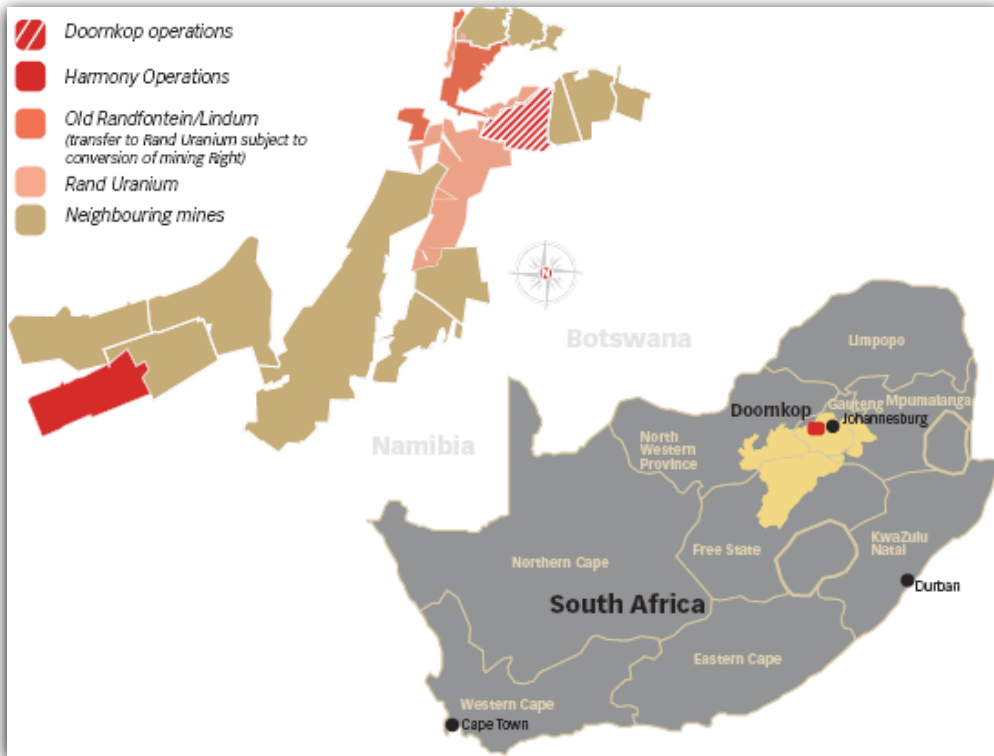 Doornkop operations
Harmony Operations
Old Randfontein/Lindum
(transfer to Rand Uranium subject to
conversion of mining Right)
Rand Uranium
Neighbouring mines
N
Botswana
Namibia
Limpopo
Doornkop
Gauteng
Mpumalanga
Johannesburg
North
Western
Province
Free State
KwaZulu
Natal
Northern Cape
Durban
South Africa
Eastern Cape
Western Cape
Cape Town